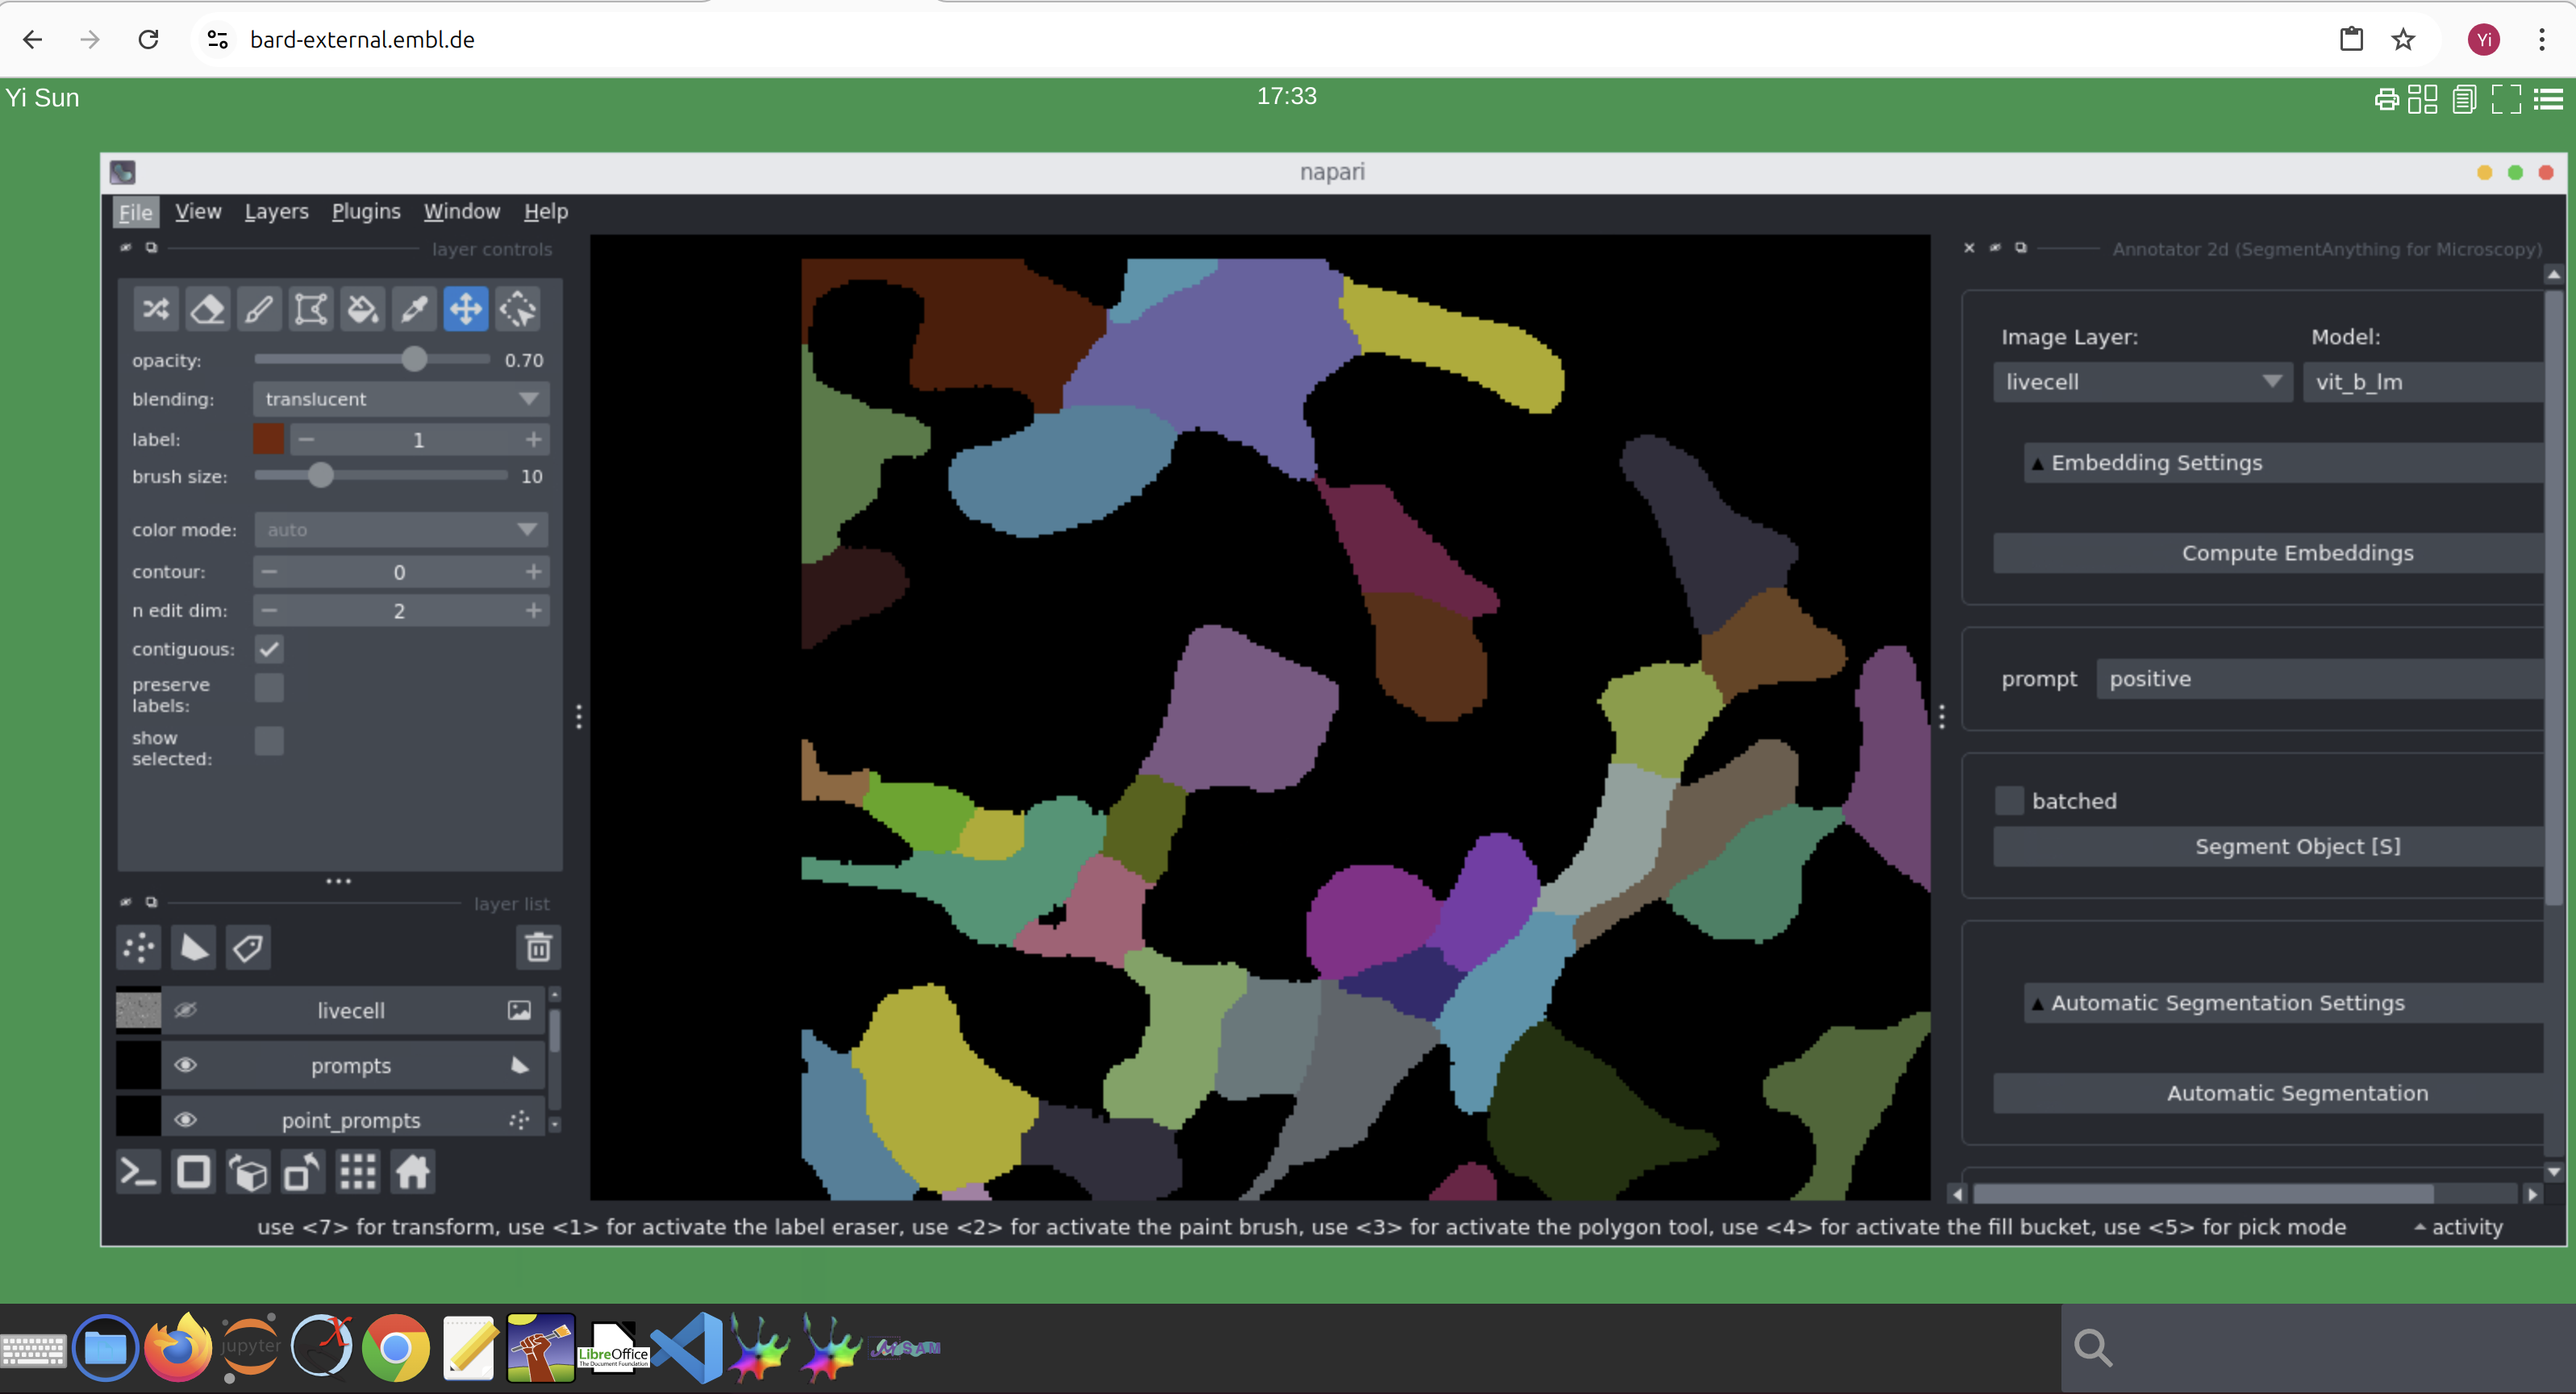 bard-external.embl.de
Yi
Yi Sun
17:33
napari
File View Layers Plugins Window Help
layer controls
opacity: 0.70
blending: translucent
label: 1
brush size: 10
color mode: auto
contour: 0
n edit dim: 2
contiguous:
preserve
labels:
show
selected:
layer list
livecell
prompts
point_prompts
Annotator 2d (SegmentAnything for Microscopy)
Image Layer: Model:
livecell vit_b_lm
Embedding Settings
Compute Embeddings
prompt positive
batched
Segment Object [S]
Automatic Segmentation Settings
Automatic Segmentation
use <7> for transform, use <1> for activate the label eraser, use <2> for activate the paint brush, use <3> for activate the polygon tool, use <4> for activate the fill bucket, use <5> for pick mode
activity
jupyter
X
LibreOffice
The Document Foundation
SAM